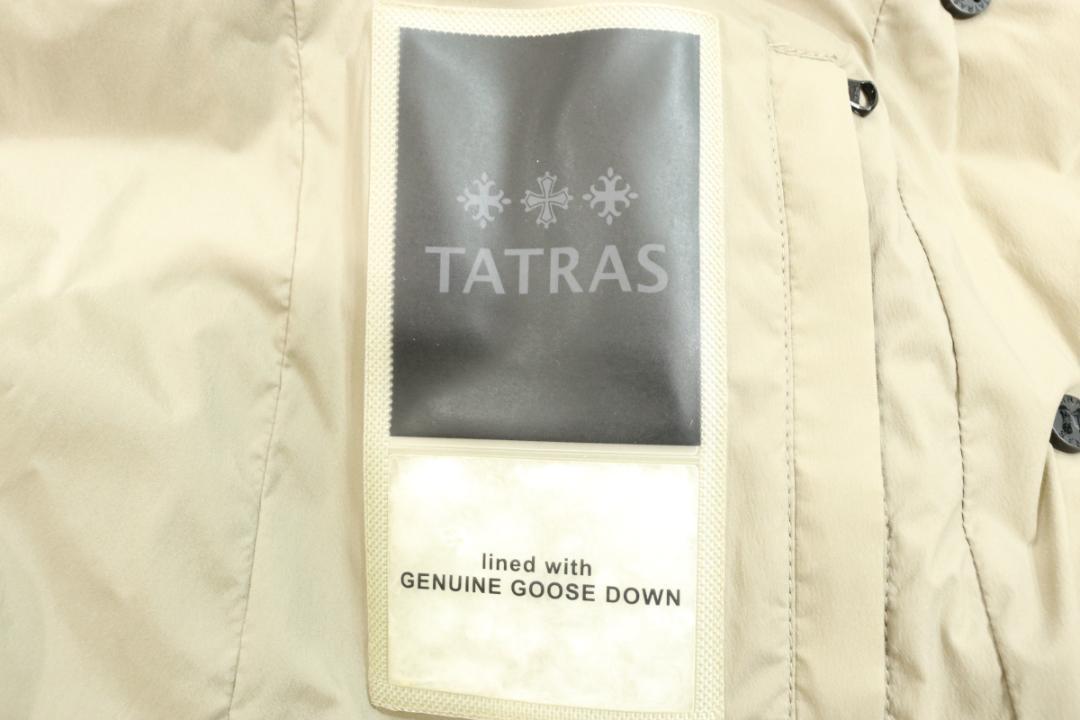 TATRAS
lined with
GENUINE GOOSE DOWN